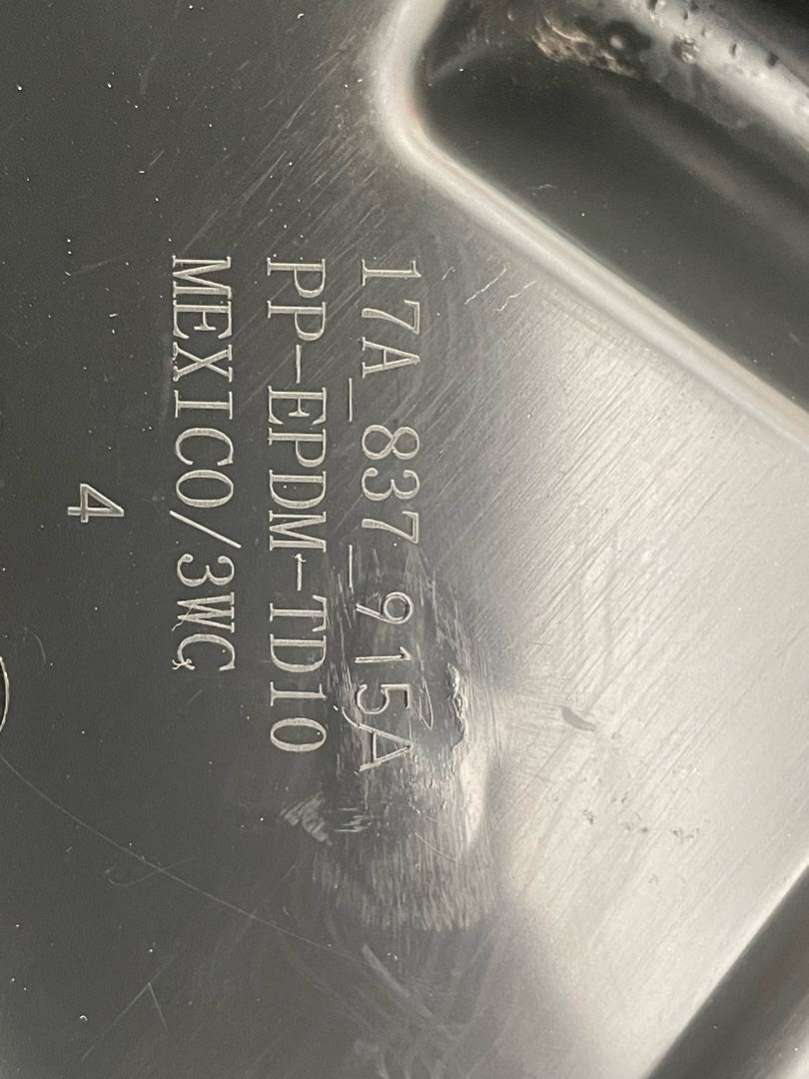 17A_837_915A
PP-EPDM-TD10
MEXICO/3WC
4